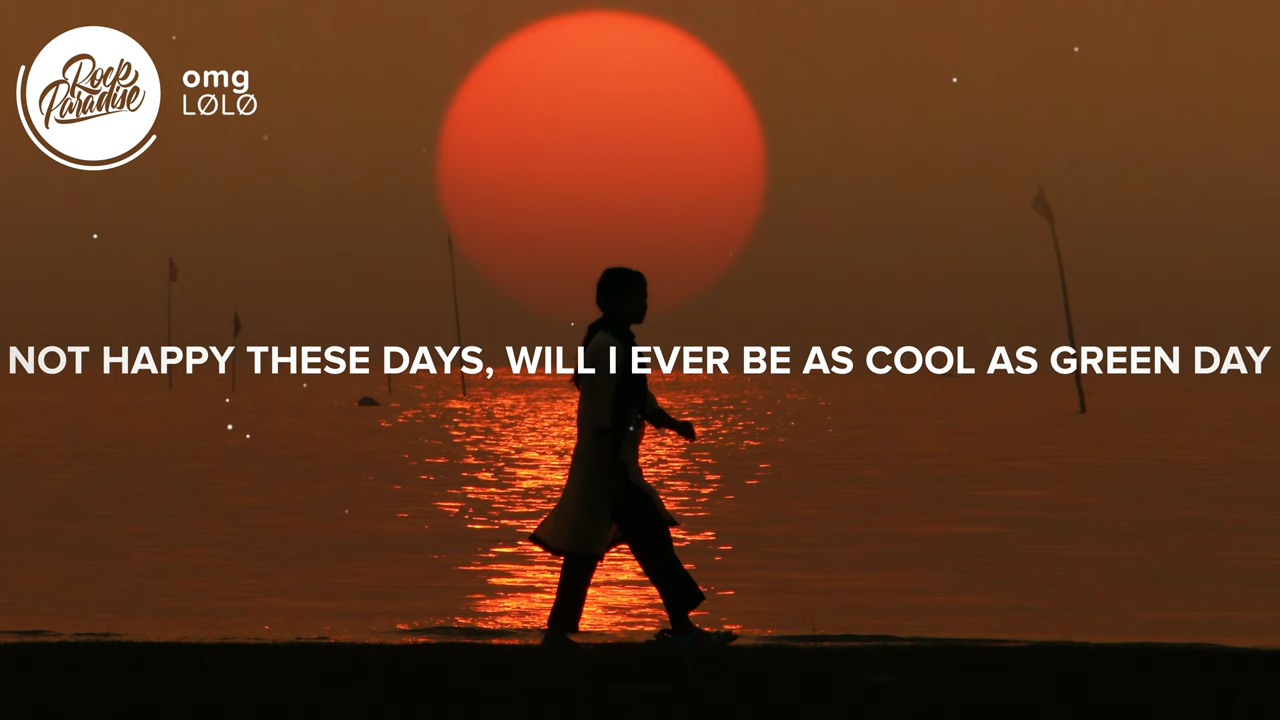 Rock
Paradise
omg
LØLØ
NOT HAPPY THESE DAYS, WILL I EVER BE AS COOL AS GREEN DAY